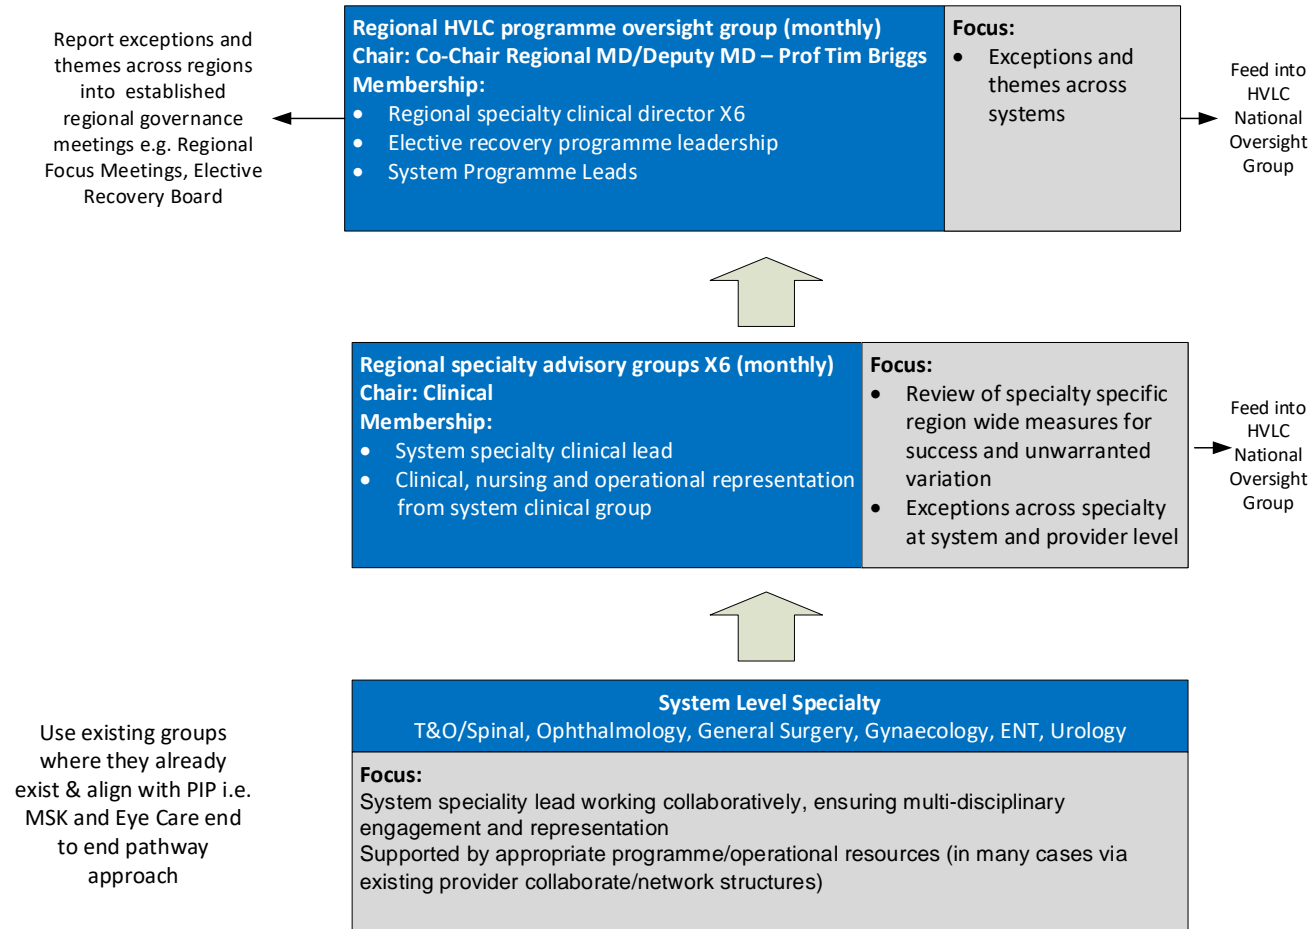 Report exceptions and
themes across regions
into established
regional governance
meetings e.g. Regional
Focus Meetings, Elective
Recovery Board
Regional HVLC programme oversight group (monthly)
Chair: Co-Chair Regional MD/Deputy MD – Prof Tim Briggs
Membership:
• Regional specialty clinical director X6
• Elective recovery programme leadership
• System Programme Leads
Focus:
• Exceptions and
themes across
systems
Feed into
HVLC
National
Oversight
Group
Regional specialty advisory groups X6 (monthly)
Chair: Clinical
Membership:
• System specialty clinical lead
• Clinical, nursing and operational representation
from system clinical group
Focus:
• Review of specialty specific
region wide measures for
success and unwarranted
variation
• Exceptions across specialty
at system and provider level
Feed into
HVLC
National
Oversight
Group
Use existing groups
where they already
exist & align with PIP i.e.
MSK and Eye Care end
to end pathway
approach
System Level Specialty
T&O/Spinal, Ophthalmology, General Surgery, Gynaecology, ENT, Urology
Focus:
System speciality lead working collaboratively, ensuring multi-disciplinary
engagement and representation
Supported by appropriate programme/operational resources (in many cases via
existing provider collaborate/network structures)